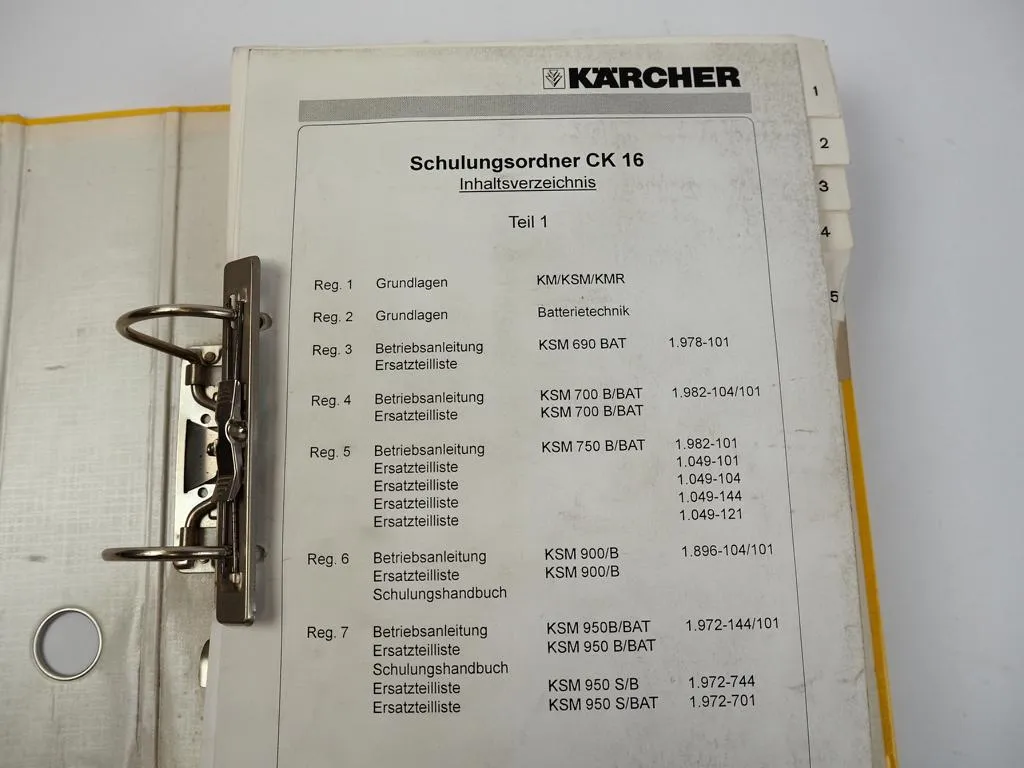 KÄRCHER
Schulungsordner CK 16
Inhaltsverzeichnis
Teil 1
Reg. 1 Grundlagen KM/KSM/KMR
Reg. 2 Grundlagen Batterietechnik
Reg. 3 Betriebsanleitung KSM 690 BAT 1.978-101
Ersatzteilliste
Reg. 4 Betriebsanleitung KSM 700 B/BAT 1.982-104/101
Ersatzteilliste KSM 700 B/BAT
Reg. 5 Betriebsanleitung KSM 750 B/BAT 1.982-101
Ersatzteilliste 1.049-101
Ersatzteilliste 1.049-104
Ersatzteilliste 1.049-144
Ersatzteilliste 1.049-121
Reg. 6 Betriebsanleitung KSM 900/B 1.896-104/101
Ersatzteilliste KSM 900/B
Schulungshandbuch
Reg. 7 Betriebsanleitung KSM 950B/BAT 1.972-144/101
Ersatzteilliste KSM 950 B/BAT
Schulungshandbuch
Ersatzteilliste KSM 950 S/B 1.972-744
Ersatzteilliste KSM 950 S/BAT 1.972-701
1
2
3
4
5